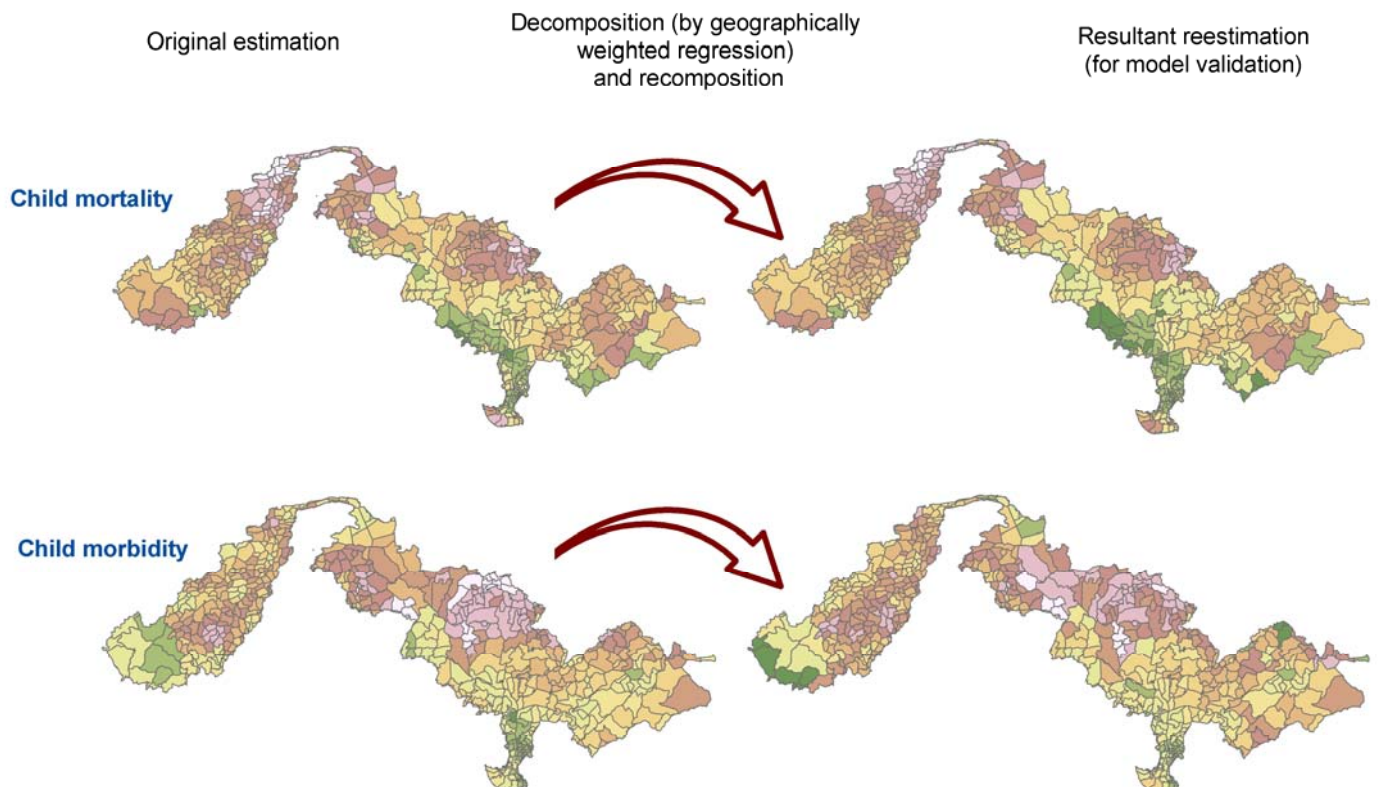 Original estimation
Decomposition (by geographically
weighted regression)
and recomposition
Resultant reestimation
(for model validation)
Child mortality
Child morbidity